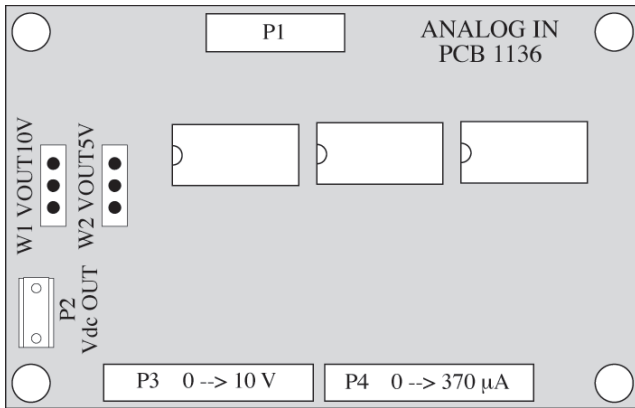 P1
ANALOG IN
PCB 1136
W1 VOUT10V
W2 VOUT5V
P2
Vdc OUT
P3 0 --> 10 V
P4 0 --> 370 µA